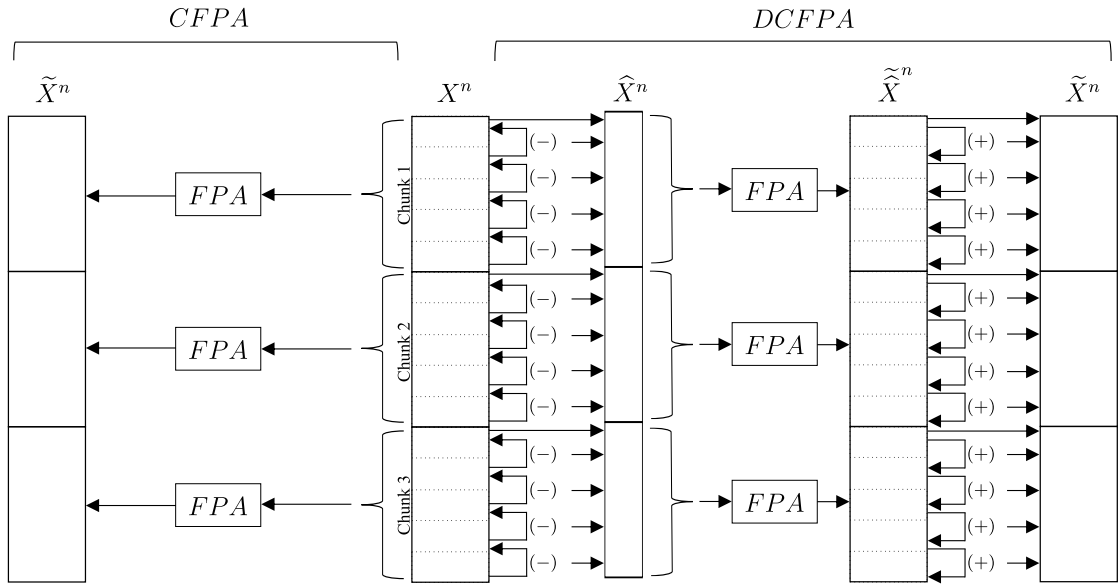 CFPA DCFPA
X̃ⁿ Xⁿ X̂ⁿ X̂̃ⁿ X̃ⁿ
(−) (+)
(−) (+)
Chunk 1 FPA FPA
(−) (+)
(−) (+)
(−) (+)
(−) (+)
Chunk 2 FPA FPA
(−) (+)
(−) (+)
(−) (+)
(−) (+)
Chunk 3 FPA FPA
(−) (+)
(−) (+)